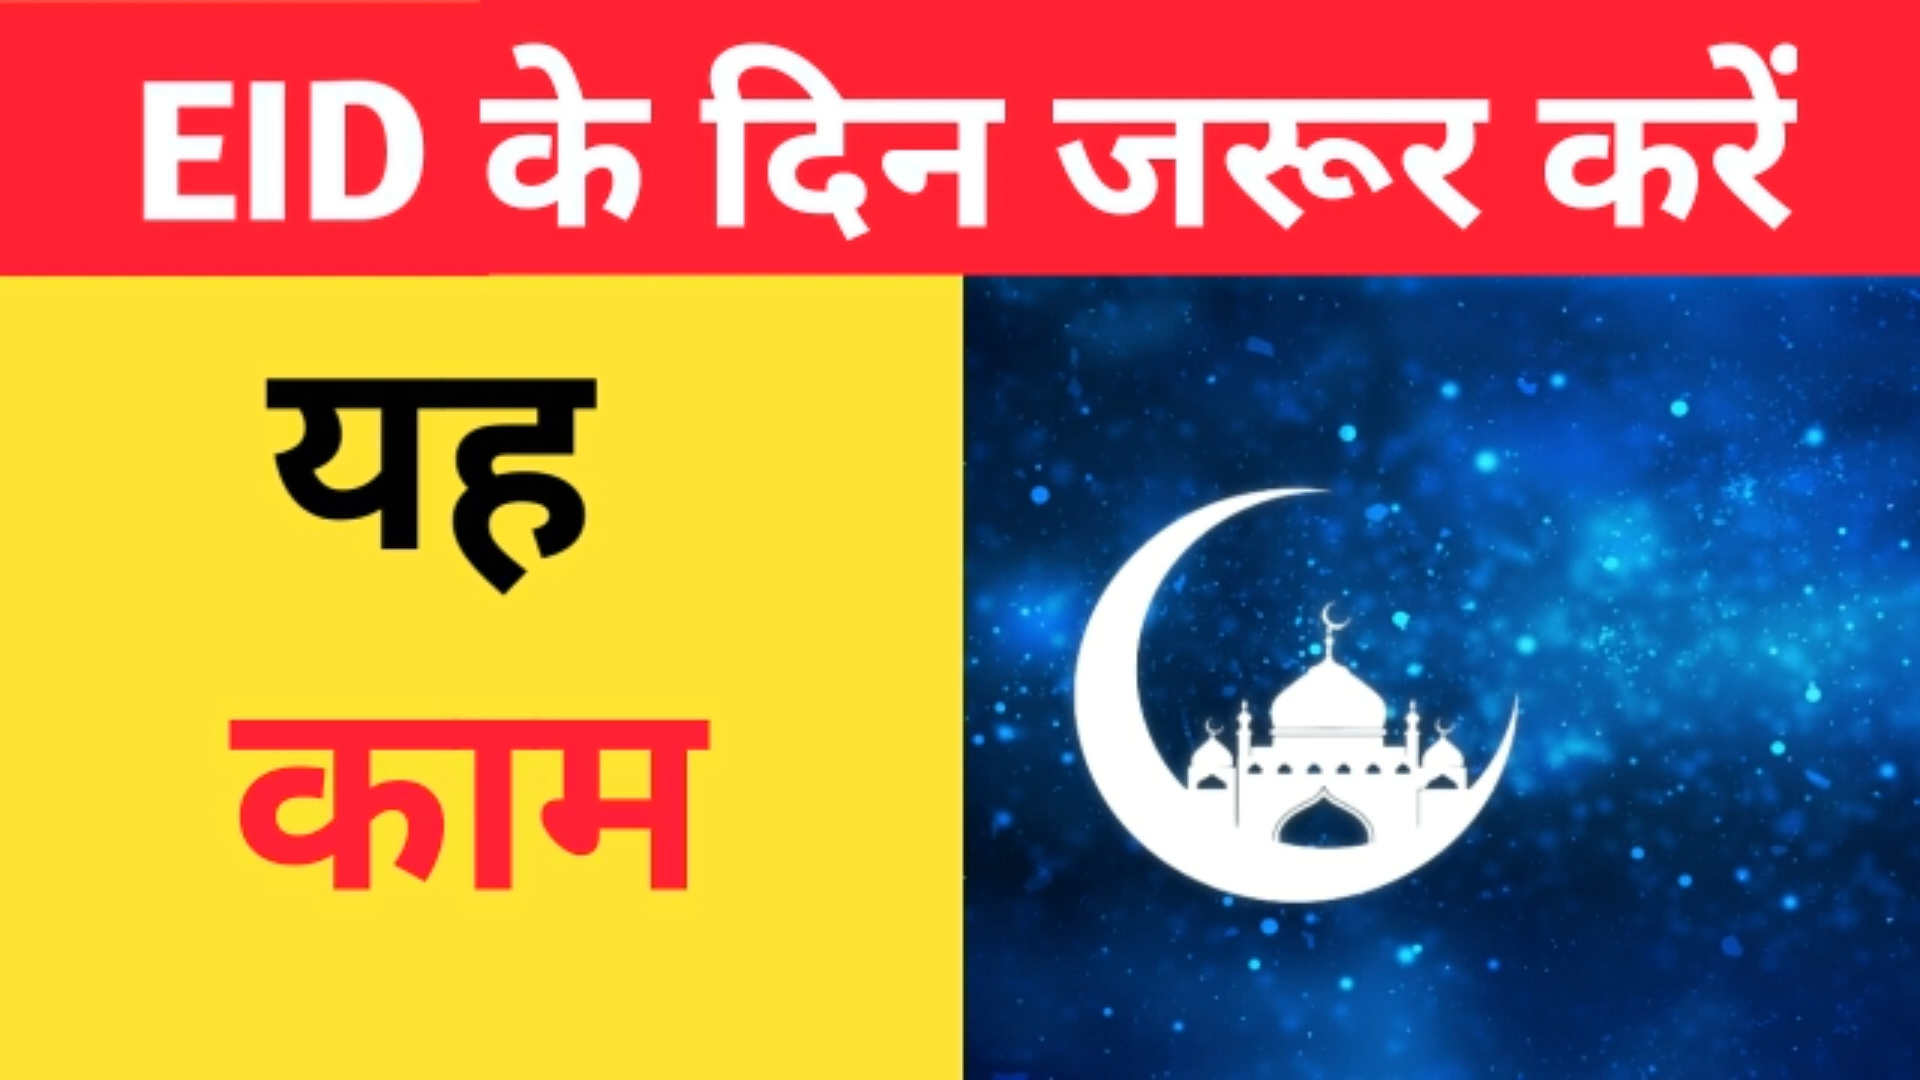 EID के दिन जरूर करें
यह
काम